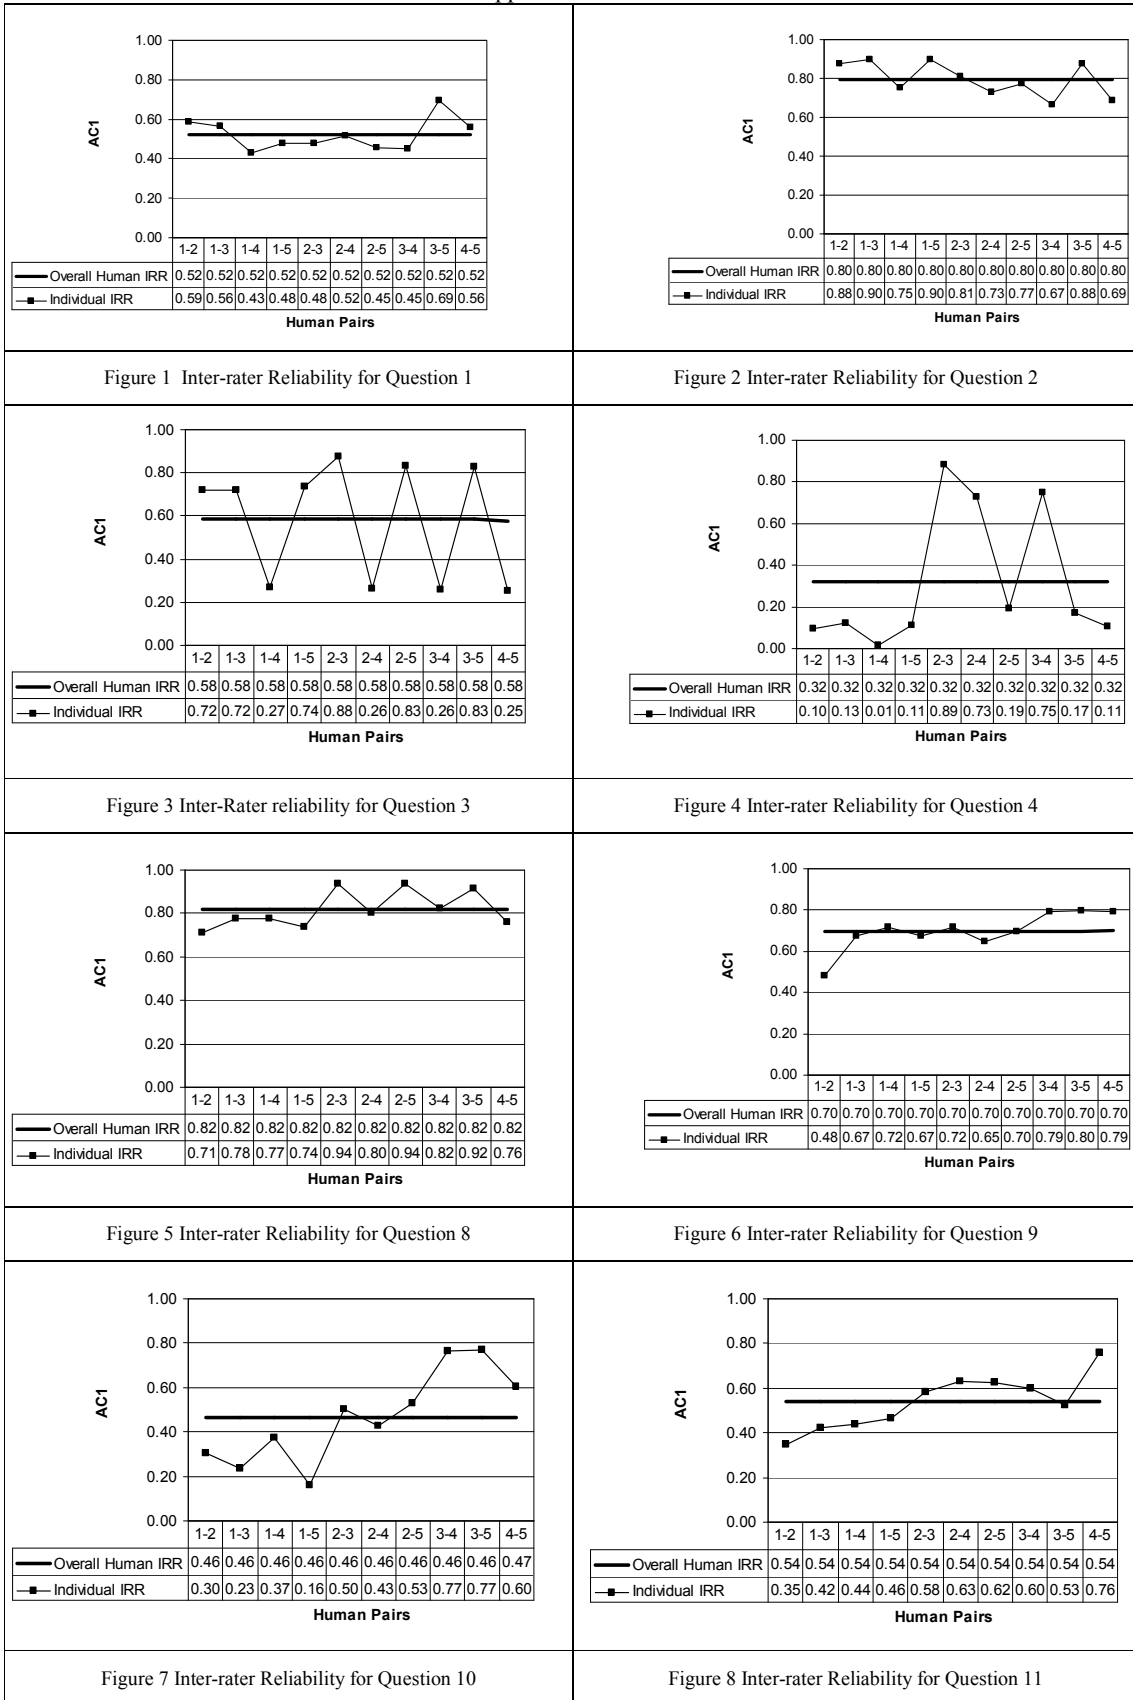 1.00
0.80
0.60
0.40
0.20
0.00
AC1
1-2 1-3 1-4 1-5 2-3 2-4 2-5 3-4 3-5 4-5
Overall Human IRR 0.52 0.52 0.52 0.52 0.52 0.52 0.52 0.52 0.52 0.52
Individual IRR 0.59 0.56 0.43 0.48 0.48 0.52 0.45 0.45 0.69 0.56
Human Pairs
Figure 1 Inter-rater Reliability for Question 1
1.00
0.80
0.60
0.40
0.20
0.00
AC1
1-2 1-3 1-4 1-5 2-3 2-4 2-5 3-4 3-5 4-5
Overall Human IRR 0.80 0.80 0.80 0.80 0.80 0.80 0.80 0.80 0.80 0.80
Individual IRR 0.88 0.90 0.75 0.90 0.81 0.73 0.77 0.67 0.88 0.69
Human Pairs
Figure 2 Inter-rater Reliability for Question 2
1.00
0.80
0.60
0.40
0.20
0.00
AC1
1-2 1-3 1-4 1-5 2-3 2-4 2-5 3-4 3-5 4-5
Overall Human IRR 0.58 0.58 0.58 0.58 0.58 0.58 0.58 0.58 0.58 0.58
Individual IRR 0.72 0.72 0.27 0.74 0.88 0.26 0.83 0.26 0.83 0.25
Human Pairs
Figure 3 Inter-Rater reliability for Question 3
1.00
0.80
0.60
0.40
0.20
0.00
AC1
1-2 1-3 1-4 1-5 2-3 2-4 2-5 3-4 3-5 4-5
Overall Human IRR 0.32 0.32 0.32 0.32 0.32 0.32 0.32 0.32 0.32 0.32
Individual IRR 0.10 0.13 0.01 0.11 0.89 0.73 0.19 0.75 0.17 0.11
Human Pairs
Figure 4 Inter-rater Reliability for Question 4
1.00
0.80
0.60
0.40
0.20
0.00
AC1
1-2 1-3 1-4 1-5 2-3 2-4 2-5 3-4 3-5 4-5
Overall Human IRR 0.82 0.82 0.82 0.82 0.82 0.82 0.82 0.82 0.82 0.82
Individual IRR 0.71 0.78 0.77 0.74 0.94 0.80 0.94 0.82 0.92 0.76
Human Pairs
Figure 5 Inter-rater Reliability for Question 8
1.00
0.80
0.60
0.40
0.20
0.00
AC1
1-2 1-3 1-4 1-5 2-3 2-4 2-5 3-4 3-5 4-5
Overall Human IRR 0.70 0.70 0.70 0.70 0.70 0.70 0.70 0.70 0.70 0.70
Individual IRR 0.48 0.67 0.72 0.67 0.72 0.65 0.70 0.79 0.80 0.79
Human Pairs
Figure 6 Inter-rater Reliability for Question 9
1.00
0.80
0.60
0.40
0.20
0.00
AC1
1-2 1-3 1-4 1-5 2-3 2-4 2-5 3-4 3-5 4-5
Overall Human IRR 0.46 0.46 0.46 0.46 0.46 0.46 0.46 0.46 0.46 0.47
Individual IRR 0.30 0.23 0.37 0.16 0.50 0.43 0.53 0.77 0.77 0.60
Human Pairs
Figure 7 Inter-rater Reliability for Question 10
1.00
0.80
0.60
0.40
0.20
0.00
AC1
1-2 1-3 1-4 1-5 2-3 2-4 2-5 3-4 3-5 4-5
Overall Human IRR 0.54 0.54 0.54 0.54 0.54 0.54 0.54 0.54 0.54 0.54
Individual IRR 0.35 0.42 0.44 0.46 0.58 0.63 0.62 0.60 0.53 0.76
Human Pairs
Figure 8 Inter-rater Reliability for Question 11